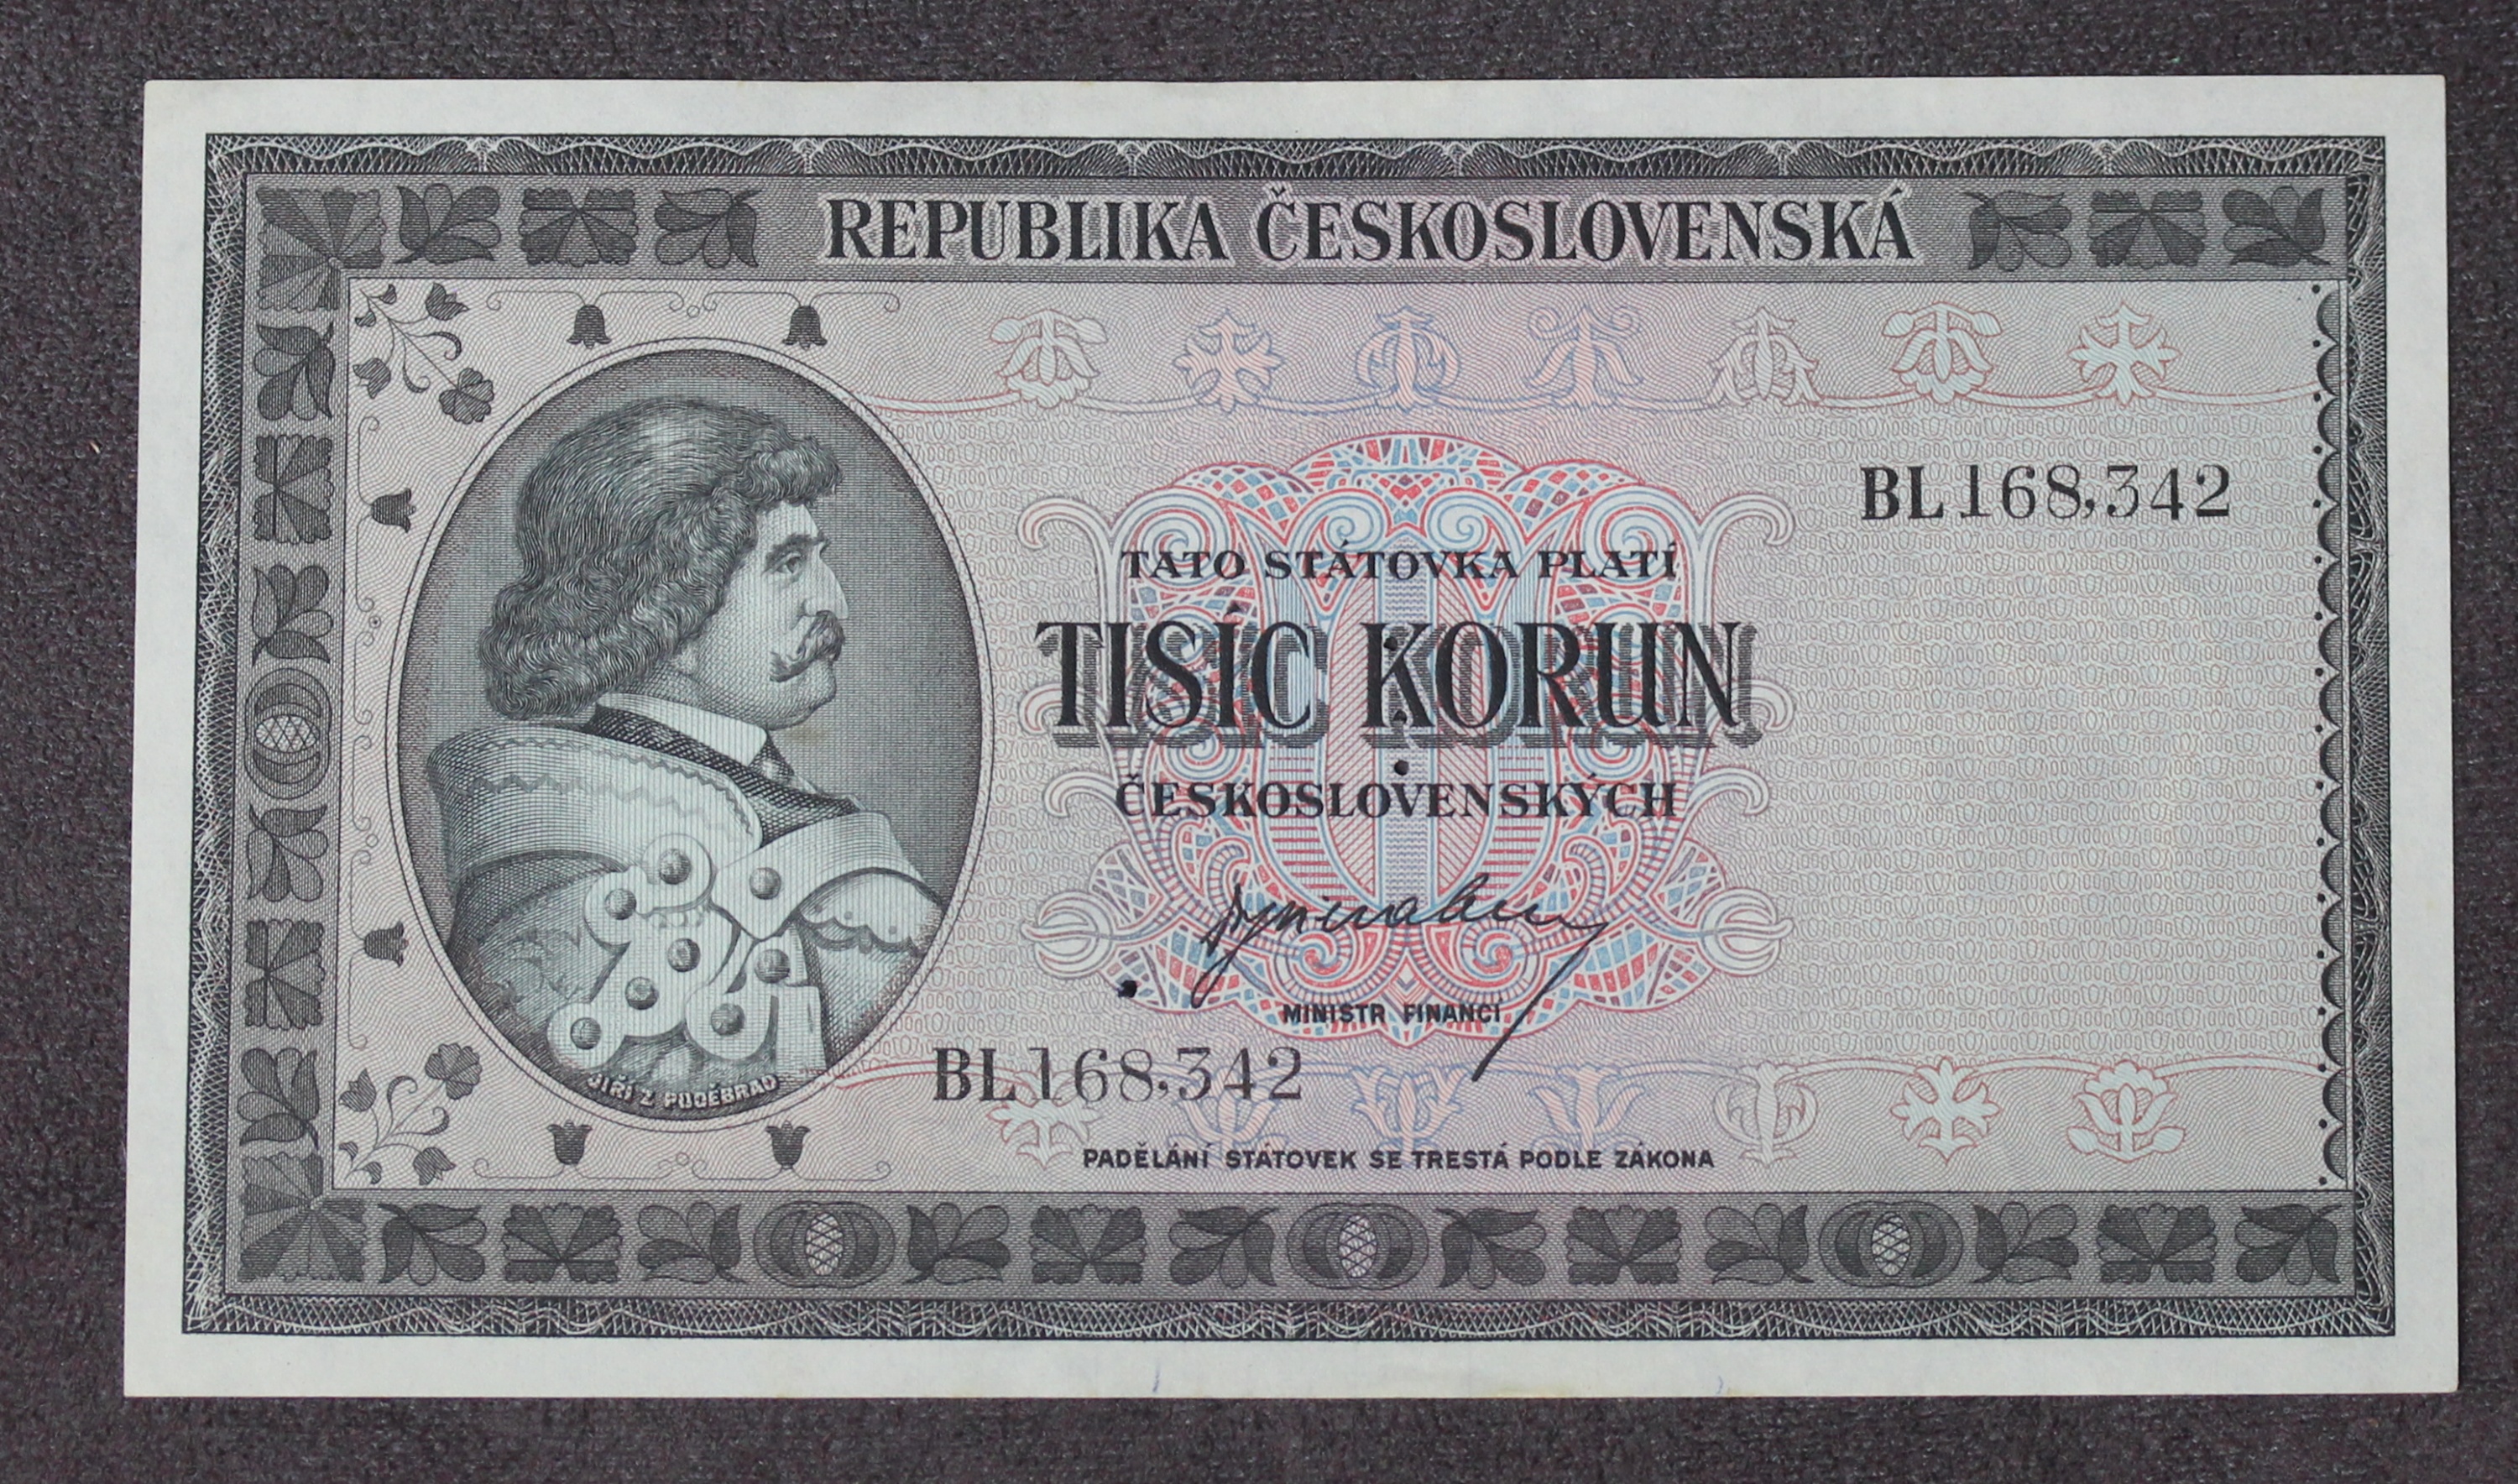 REPUBLIKA ČESKOSLOVENSKÁ
BL168,342
TATO STÁTOVKA PLATÍ
TISÍC KORUN
ČESKOSLOVENSKÝCH
MINISTR FINANCÍ
BL168,342
JIŘÍ Z PODĚBRAD
PADĚLÁNÍ STÁTOVEK SE TRESTÁ PODLE ZÁKONA